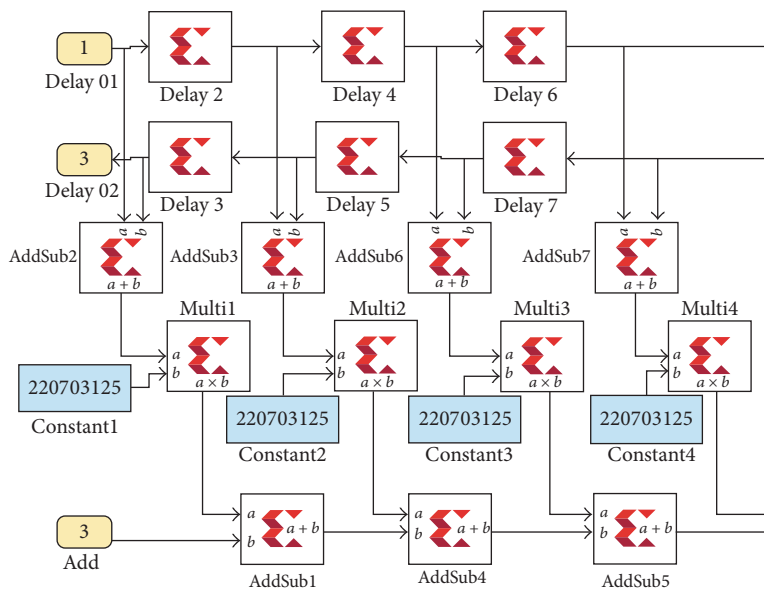 1
Delay 01
Delay 2
Delay 4
Delay 6
3
Delay 02
Delay 3
Delay 5
Delay 7
AddSub2
a
b
a + b
AddSub3
a
b
a + b
AddSub6
a
b
a + b
AddSub7
a
b
a + b
Multi1
a
b
a × b
Multi2
a
b
a × b
Multi3
a
b
a × b
Multi4
a
b
a × b
220703125
Constant1
220703125
Constant2
220703125
Constant3
220703125
Constant4
3
Add
a
b
a + b
AddSub1
a
b
a + b
AddSub4
a
b
a + b
AddSub5